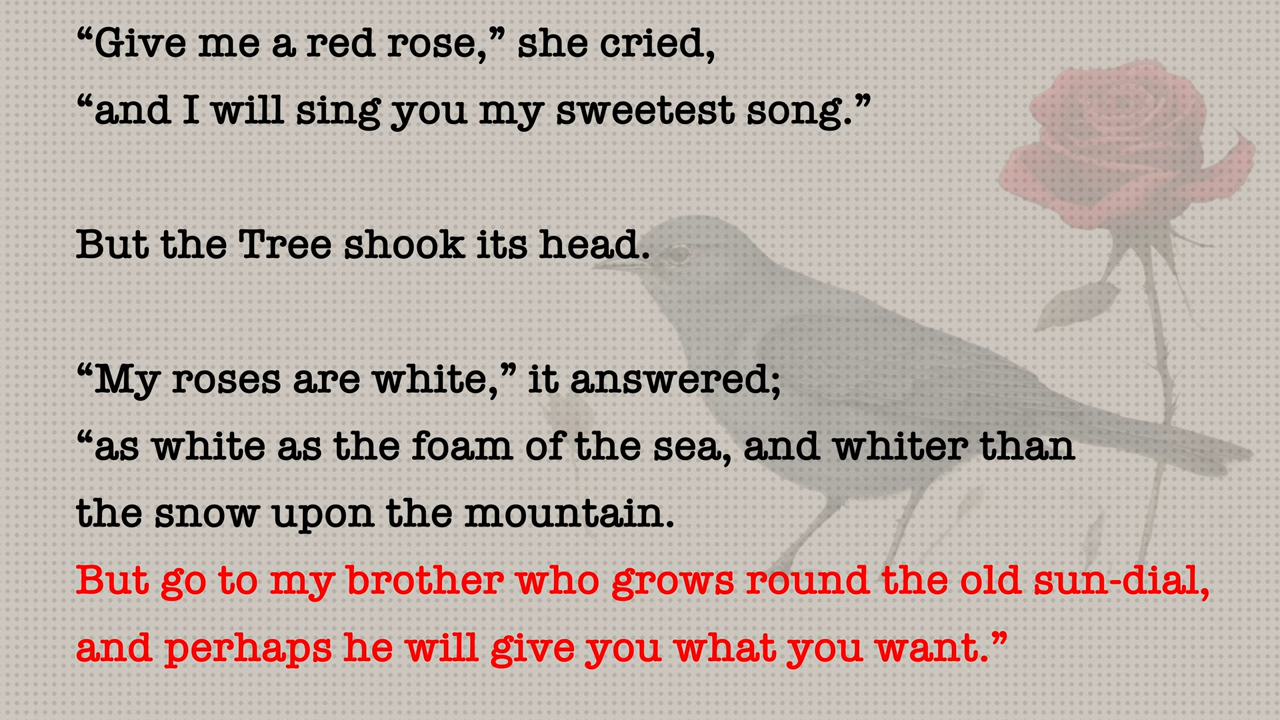 “Give me a red rose,” she cried,
“and I will sing you my sweetest song.”
But the Tree shook its head.
“My roses are white,” it answered;
“as white as the foam of the sea, and whiter than
the snow upon the mountain.
But go to my brother who grows round the old sun-dial,
and perhaps he will give you what you want.”